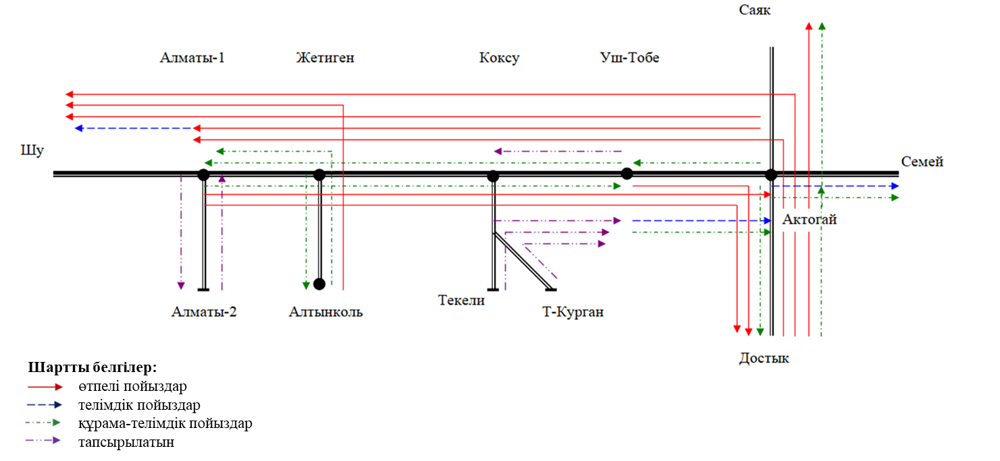 Саяк
Алматы-1 Жетиген Коксу Уш-Тобе
Шу
Семей
Актогай
Текели
Алматы-2 Алтынколь Т-Курган
Достык
Шартты белгілер:
өтпелі пойыздар
телімдік пойыздар
құрама-телімдік пойыздар
тапсырылатын